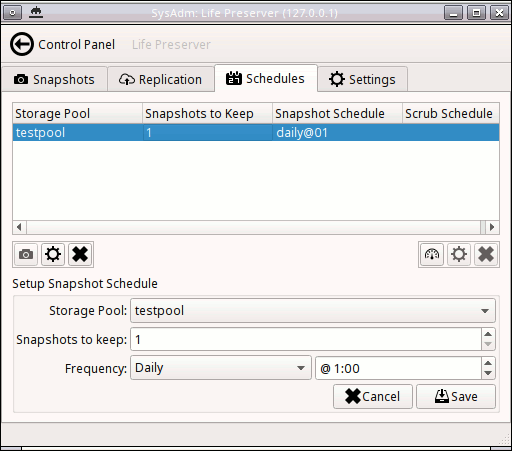 SysAdm: Life Preserver (127.0.0.1)
Control Panel Life Preserver
Snapshots Replication Schedules Settings
Storage Pool Snapshots to Keep Snapshot Schedule Scrub Schedule
testpool 1 daily@01
Setup Snapshot Schedule
Storage Pool: testpool
Snapshots to keep: 1
Frequency: Daily @ 1:00
Cancel Save